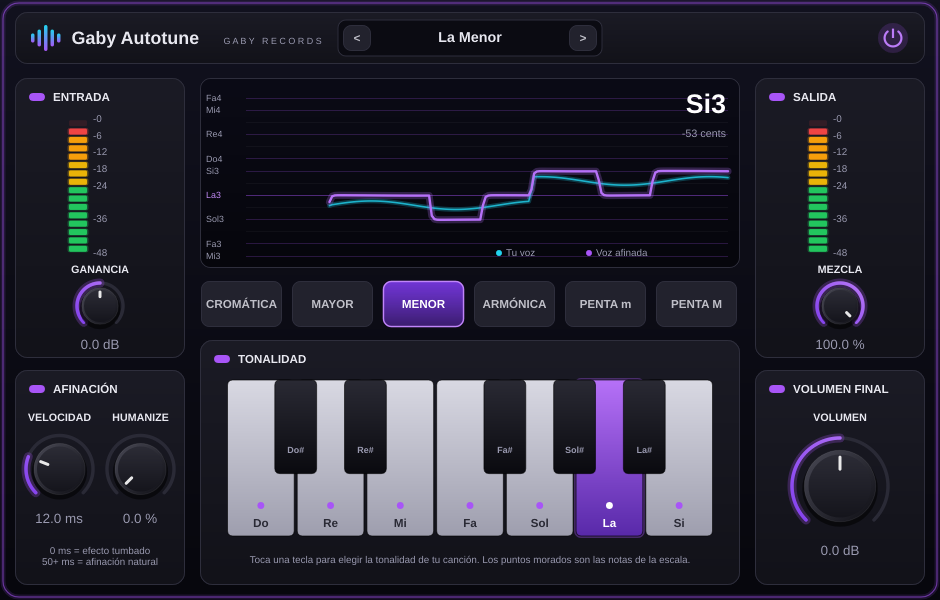 Gaby Autotune
GABY RECORDS
<
La Menor
>
ENTRADA
-0
-6
-12
-18
-24
-36
-48
GANANCIA
0.0 dB
Fa4
Mi4
Re4
Do4
Si3
La3
Sol3
Fa3
Mi3
Si3
-53 cents
Tu voz
Voz afinada
SALIDA
-0
-6
-12
-18
-24
-36
-48
MEZCLA
100.0 %
CROMÁTICA
MAYOR
MENOR
ARMÓNICA
PENTA m
PENTA M
AFINACIÓN
VELOCIDAD
HUMANIZE
12.0 ms
0.0 %
0 ms = efecto tumbado
50+ ms = afinación natural
TONALIDAD
Do#
Re#
Fa#
Sol#
La#
Do
Re
Mi
Fa
Sol
La
Si
Toca una tecla para elegir la tonalidad de tu canción. Los puntos morados son las notas de la escala.
VOLUMEN FINAL
VOLUMEN
0.0 dB